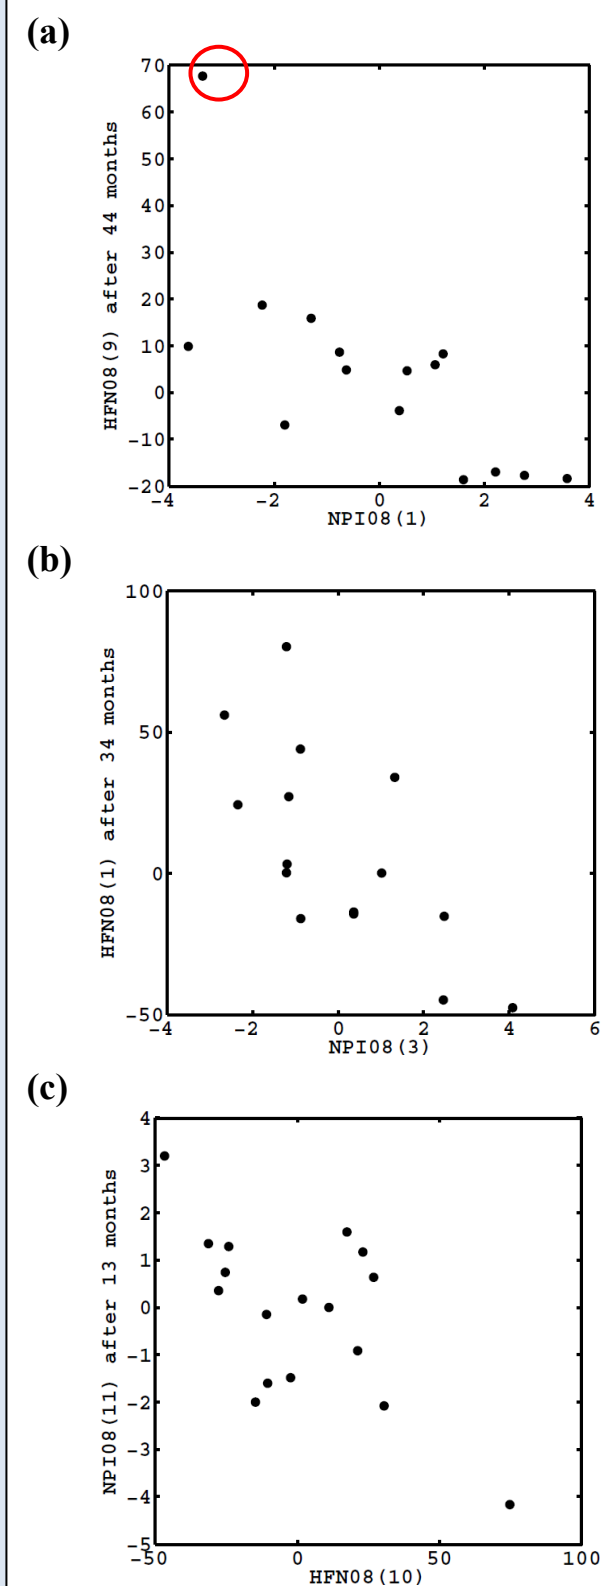 (a)
70
60
50
40
30
20
10
0
-10
-20
HFN08(9) after 44 months
-4 -2 0 2 4
NPI08(1)
(b)
100
50
0
-50
HFN08(1) after 34 months
-4 -2 0 2 4 6
NPI08(3)
(c)
4
3
2
1
0
-1
-2
-3
-4
-5
NPI08(11) after 13 months
-50 0 50 100
HFN08(10)